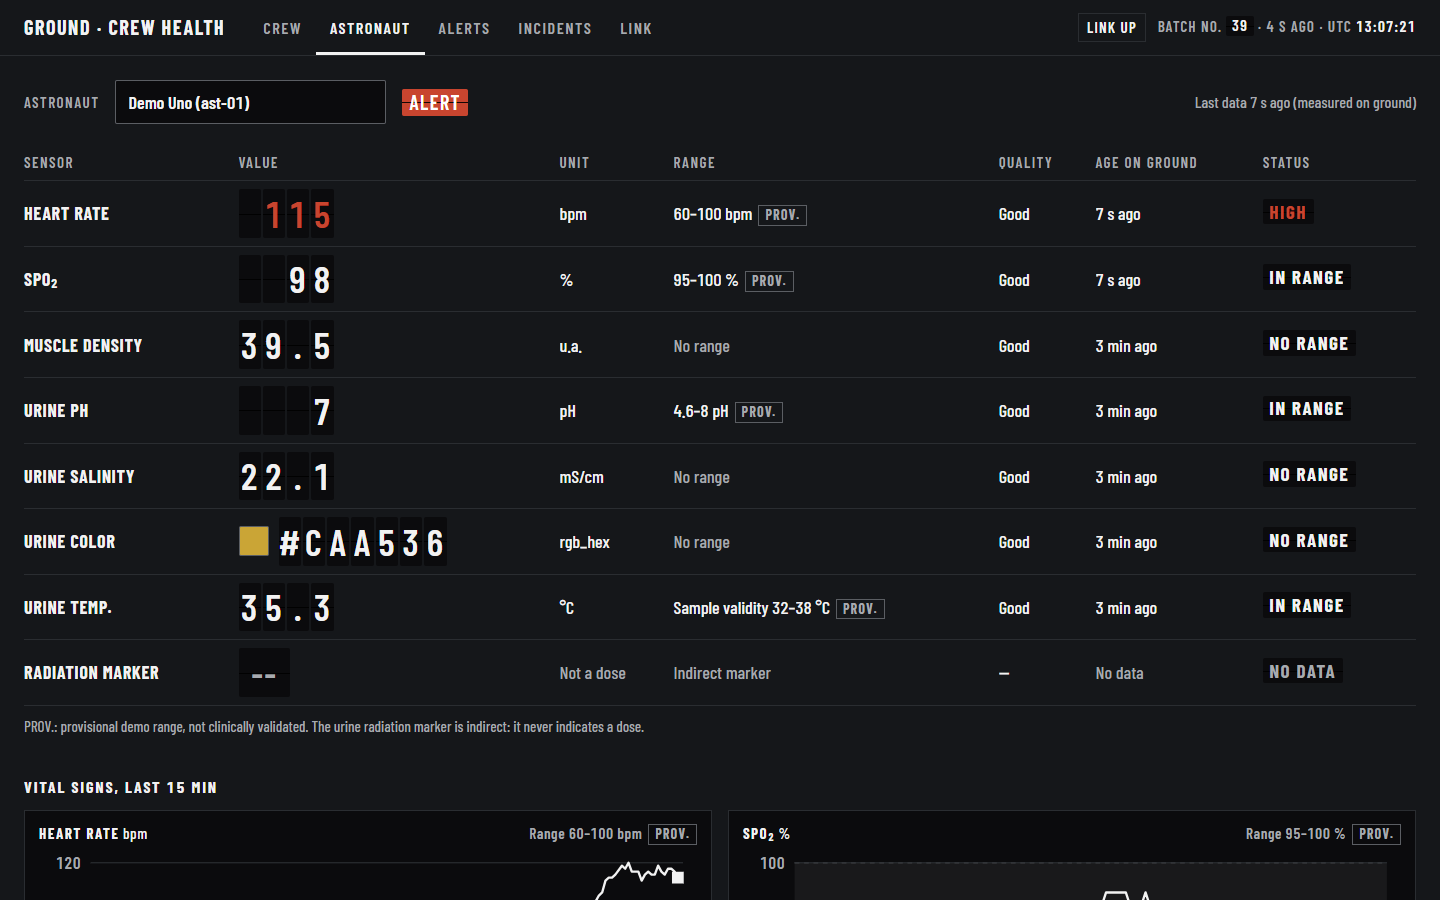 GROUND · CREW HEALTH CREW ASTRONAUT ALERTS INCIDENTS LINK LINK UP BATCH NO. 39 · 4 S AGO · UTC 13:07:21
ASTRONAUT Demo Uno (ast-01) ALERT Last data 7 s ago (measured on ground)
SENSOR VALUE UNIT RANGE QUALITY AGE ON GROUND STATUS
HEART RATE 115 bpm 60–100 bpm PROV. Good 7 s ago HIGH
SPO₂ 98 % 95–100 % PROV. Good 7 s ago IN RANGE
MUSCLE DENSITY 39.5 u.a. No range Good 3 min ago NO RANGE
URINE PH 7 pH 4.6–8 pH PROV. Good 3 min ago IN RANGE
URINE SALINITY 22.1 mS/cm No range Good 3 min ago NO RANGE
URINE COLOR #CAA536 rgb_hex No range Good 3 min ago NO RANGE
URINE TEMP. 35.3 °C Sample validity 32–38 °C PROV. Good 3 min ago IN RANGE
RADIATION MARKER -- Not a dose Indirect marker – No data NO DATA
PROV.: provisional demo range, not clinically validated. The urine radiation marker is indirect: it never indicates a dose.
VITAL SIGNS, LAST 15 MIN
HEART RATE bpm Range 60–100 bpm PROV.
120
SPO₂ % Range 95–100 % PROV.
100